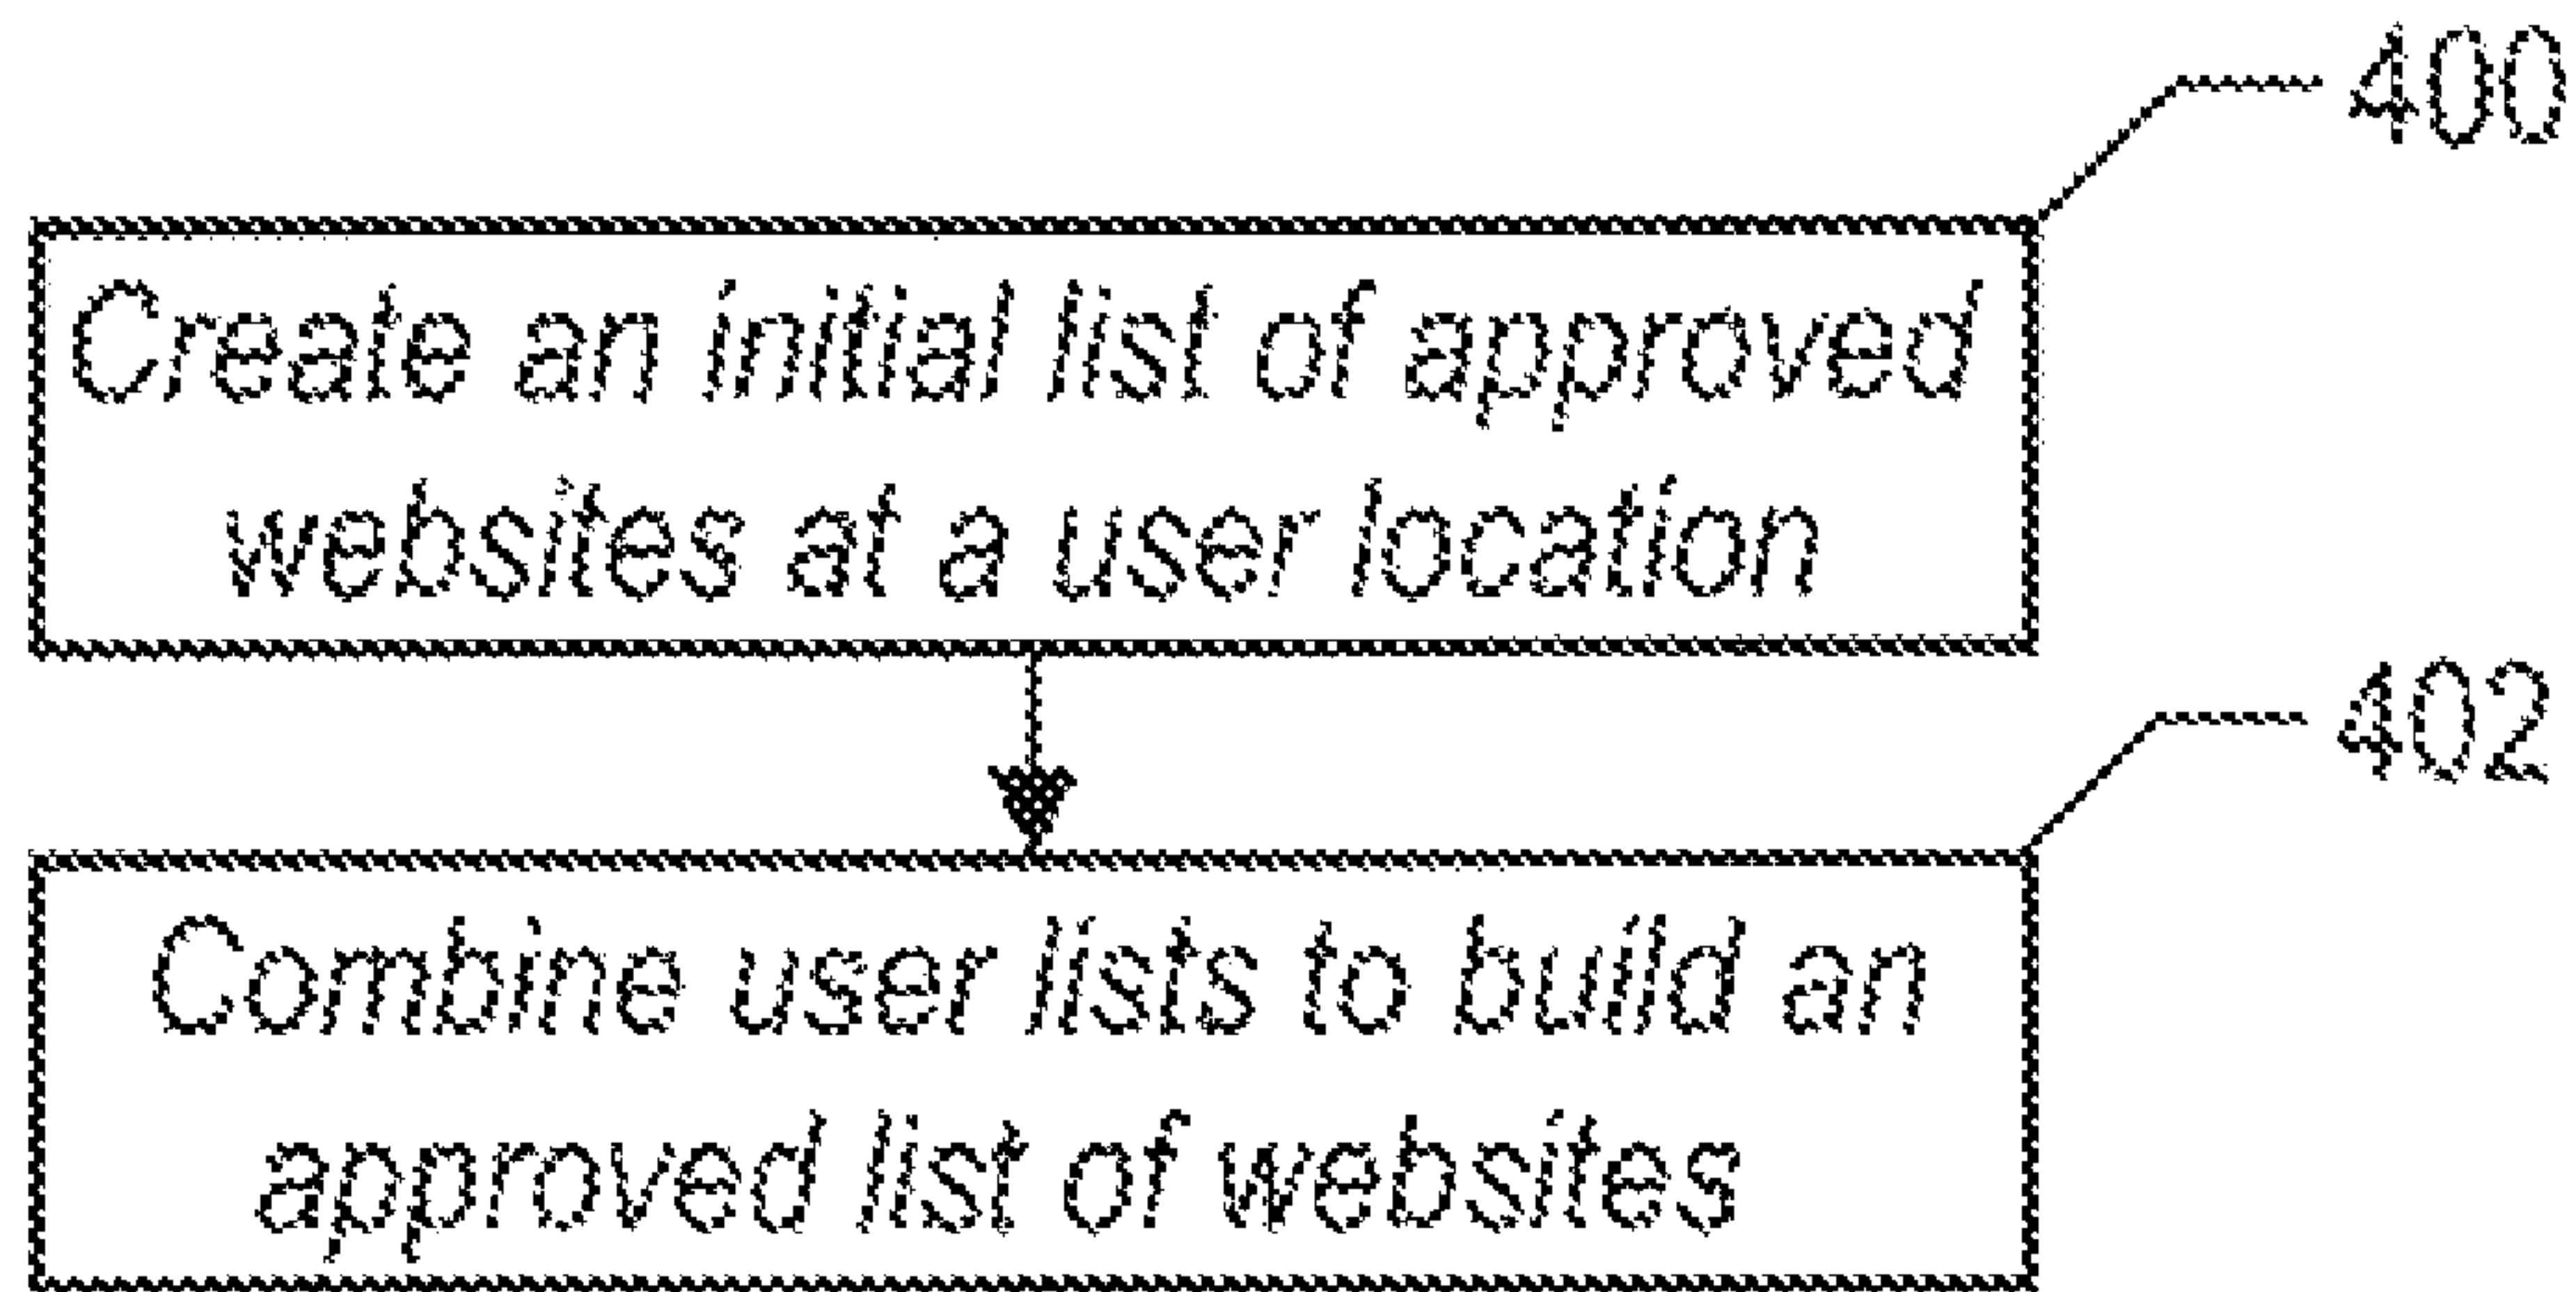 400
Create an initial list of approved
websites at a user location
402
Combine user lists to build an
approved list of websites